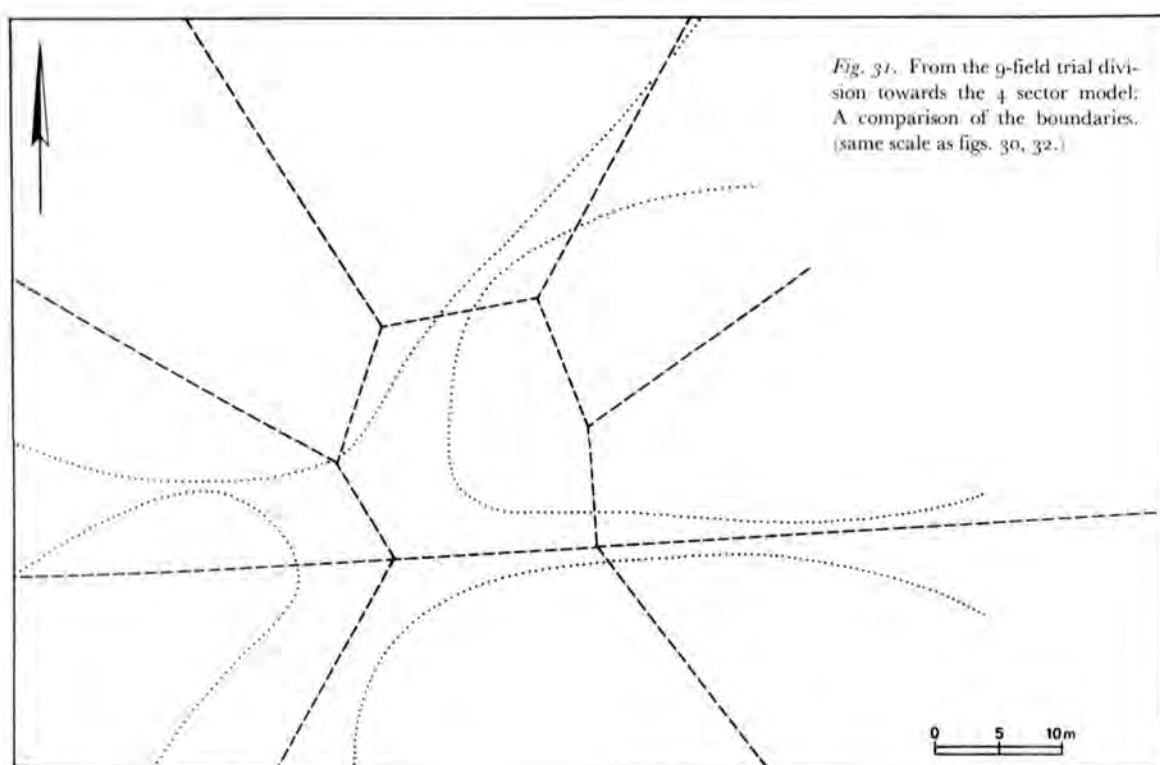 Fig. 31. From the 9-field trial divi-
sion towards the 4 sector model:
A comparison of the boundaries.
(same scale as figs. 30, 32.)
0 5 10m